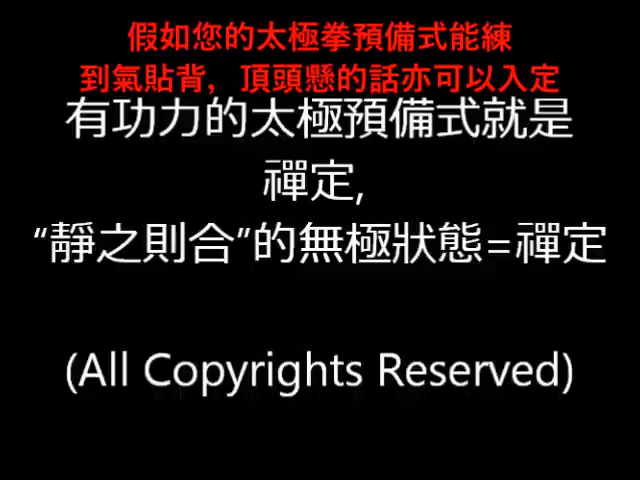 假如您的太極拳預備式能練
到氣貼背，頂頭懸的話亦可以入定
有功力的太極預備式就是
禪定,
“靜之則合”的無極狀態=禪定
(All Copyrights Reserved)